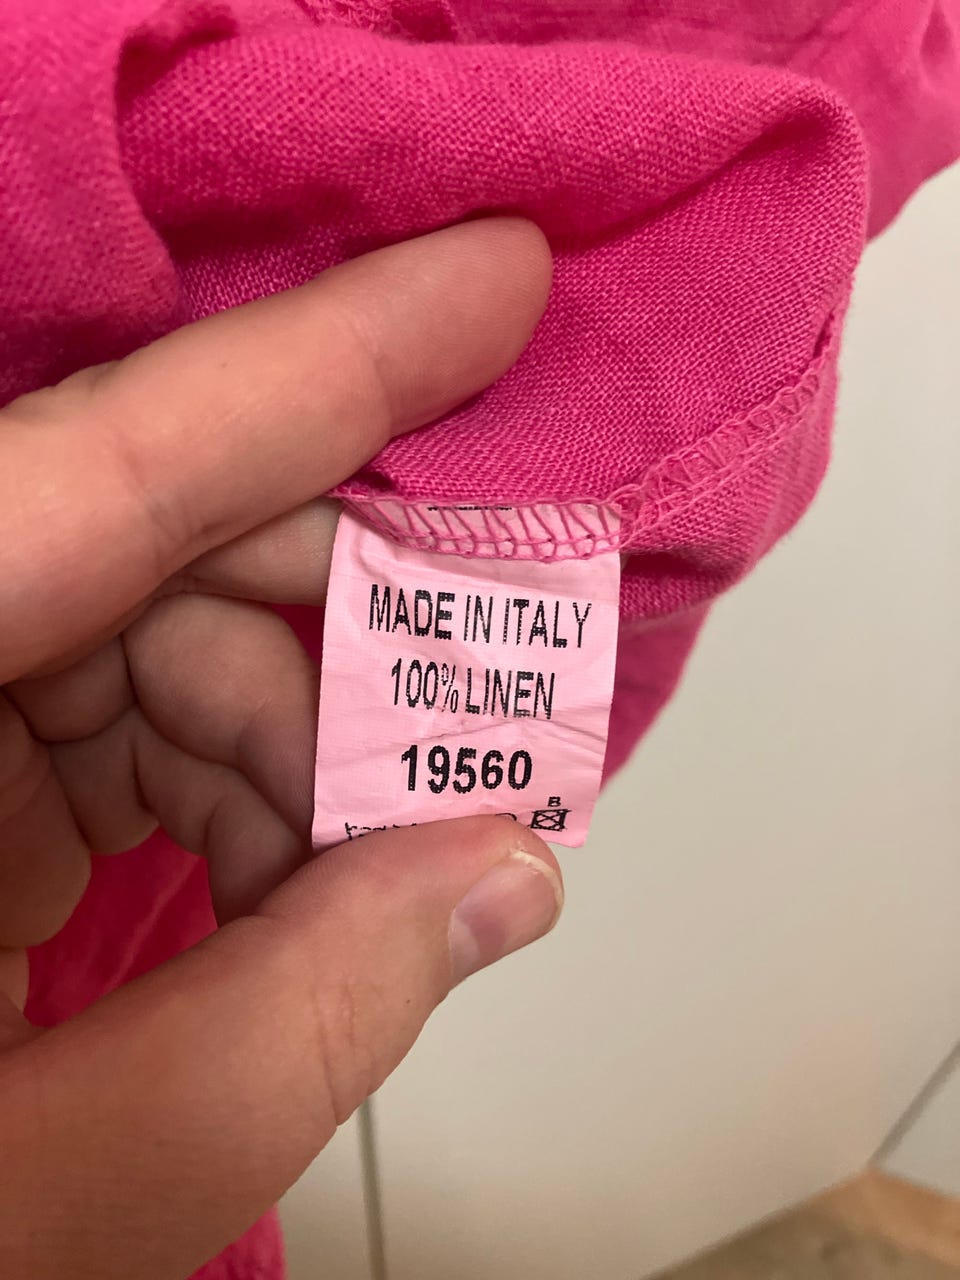 MADE IN ITALY
100% LINEN
19560
B